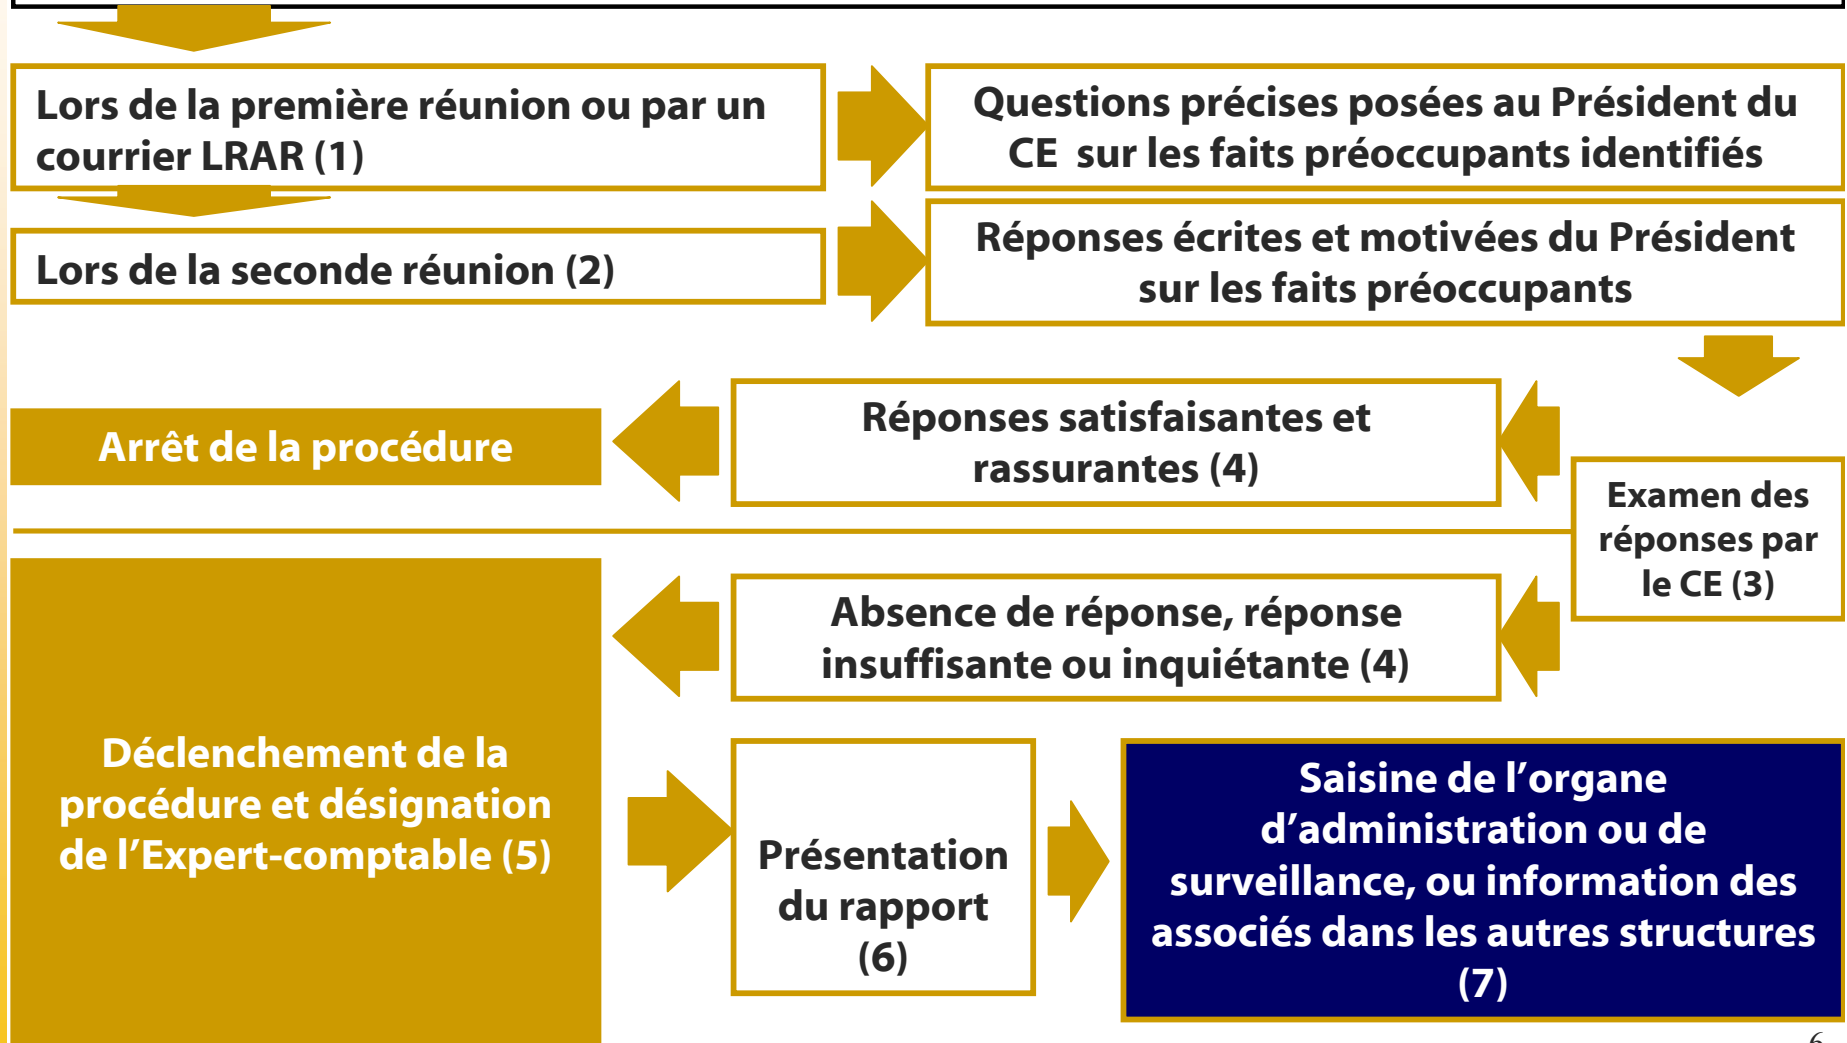 Lors de la première réunion ou par un
courrier LRAR (1)
Questions précises posées au Président du
CE sur les faits préoccupants identifiés
Lors de la seconde réunion (2)
Réponses écrites et motivées du Président
sur les faits préoccupants
Réponses satisfaisantes et
rassurantes (4)
Arrêt de la procédure
Examen des
réponses par
le CE (3)
Absence de réponse, réponse
insuffisante ou inquiétante (4)
Déclenchement de la
procédure et désignation
de l’Expert-comptable (5)
Présentation
du rapport
(6)
Saisine de l’organe
d’administration ou de
surveillance, ou information des
associés dans les autres structures
(7)